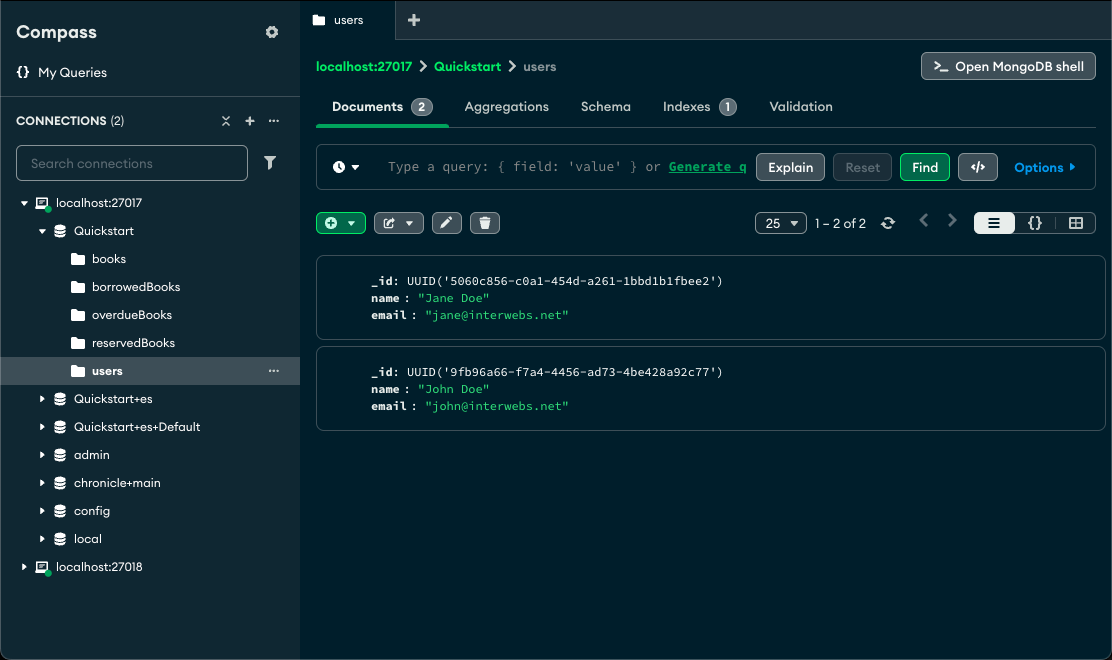 Compass
{} My Queries
CONNECTIONS (2)
Search connections
localhost:27017
Quickstart
books
borrowedBooks
overdueBooks
reservedBooks
users
Quickstart+es
Quickstart+es+Default
admin
chronicle+main
config
local
localhost:27018
users
localhost:27017 > Quickstart > users
>_ Open MongoDB shell
Documents 2 Aggregations Schema Indexes 1 Validation
Type a query: { field: 'value' } or Generate q Explain Reset Find </> Options
25 1 – 2 of 2 {}
_id: UUID('5060c856-c0a1-454d-a261-1bbd1b1fbee2')
name : "Jane Doe"
email : "jane@interwebs.net"
_id: UUID('9fb96a66-f7a4-4456-ad73-4be428a92c77')
name : "John Doe"
email : "john@interwebs.net"